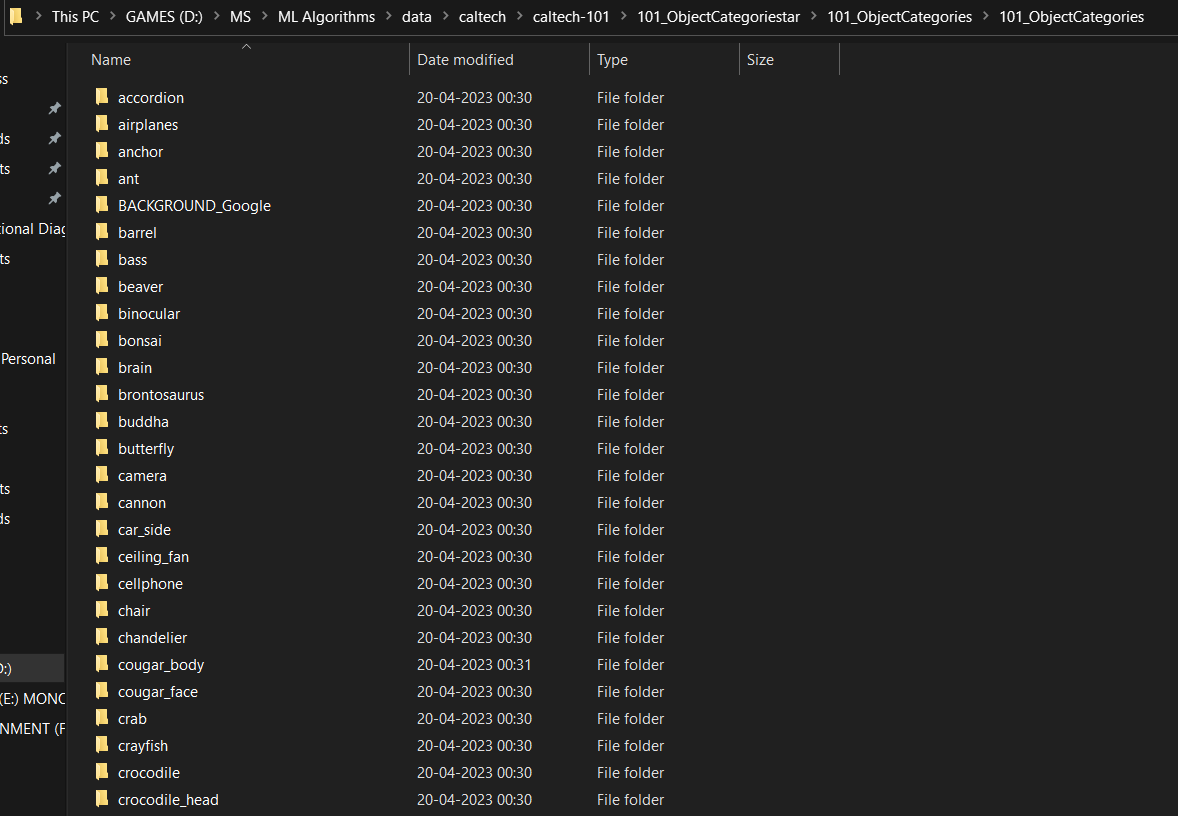 This PC > GAMES (D:) > MS > ML Algorithms > data > caltech > caltech-101 > 101_ObjectCategoriestar > 101_ObjectCategories > 101_ObjectCategories
Name Date modified Type Size
accordion 20-04-2023 00:30 File folder
airplanes 20-04-2023 00:30 File folder
anchor 20-04-2023 00:30 File folder
ant 20-04-2023 00:30 File folder
BACKGROUND_Google 20-04-2023 00:30 File folder
barrel 20-04-2023 00:30 File folder
bass 20-04-2023 00:30 File folder
beaver 20-04-2023 00:30 File folder
binocular 20-04-2023 00:30 File folder
bonsai 20-04-2023 00:30 File folder
brain 20-04-2023 00:30 File folder
brontosaurus 20-04-2023 00:30 File folder
buddha 20-04-2023 00:30 File folder
butterfly 20-04-2023 00:30 File folder
camera 20-04-2023 00:30 File folder
cannon 20-04-2023 00:30 File folder
car_side 20-04-2023 00:30 File folder
ceiling_fan 20-04-2023 00:30 File folder
cellphone 20-04-2023 00:30 File folder
chair 20-04-2023 00:30 File folder
chandelier 20-04-2023 00:30 File folder
cougar_body 20-04-2023 00:31 File folder
cougar_face 20-04-2023 00:30 File folder
crab 20-04-2023 00:30 File folder
crayfish 20-04-2023 00:30 File folder
crocodile 20-04-2023 00:30 File folder
crocodile_head 20-04-2023 00:30 File folder
Personal
(E:)